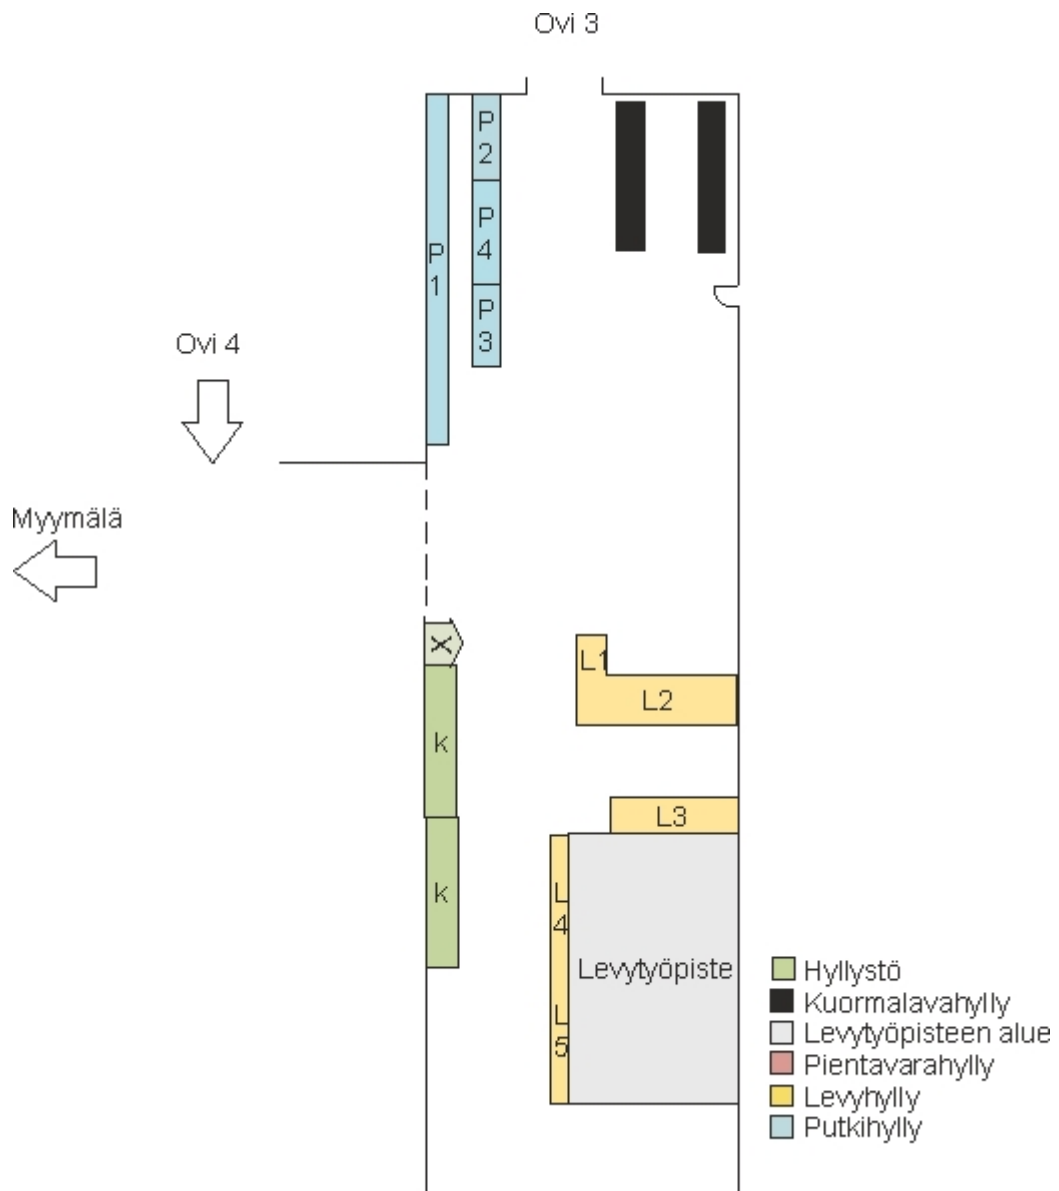 Ovi 3
P
2
P
4
P
1
P
3
Ovi 4
Myymälä
X
L1
L2
k
L3
k
L
4
Levytyöpiste
L
5
Hyllystö
Kuormalavahylly
Levytyöpisteen alue
Pientavarahylly
Levyhylly
Putkihylly